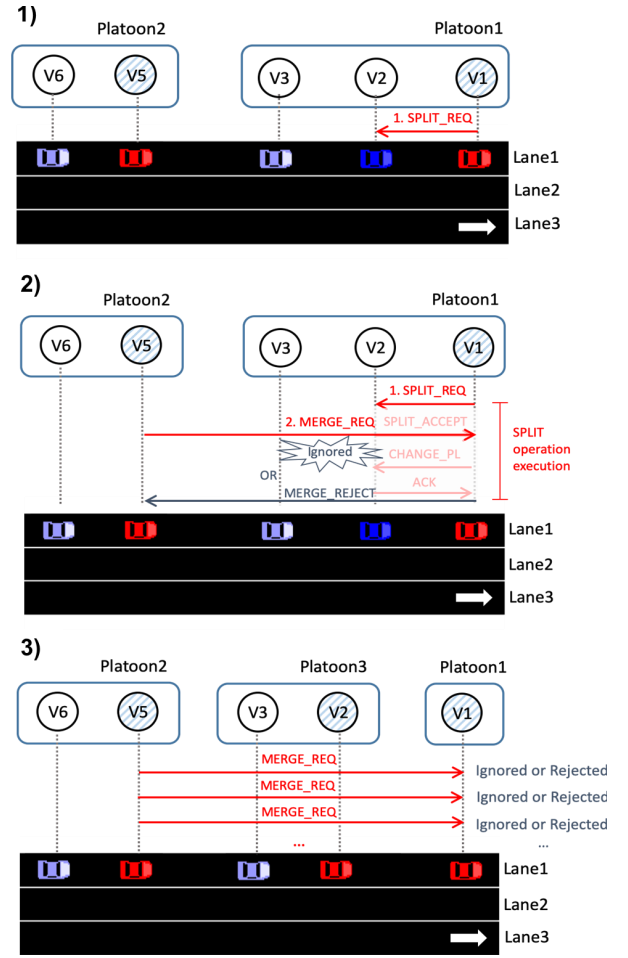 1)
Platoon2 Platoon1
V6 V5 V3 V2 V1
1. SPLIT_REQ
Lane1
Lane2
Lane3
2)
Platoon2 Platoon1
V6 V5 V3 V2 V1
1. SPLIT_REQ
2. MERGE_REQ SPLIT_ACCEPT
SPLIT
operation
execution
Ignored
CHANGE_PL
OR
ACK
MERGE_REJECT
Lane1
Lane2
Lane3
3)
Platoon2 Platoon3 Platoon1
V6 V5 V3 V2 V1
MERGE_REQ
Ignored or Rejected
MERGE_REQ
Ignored or Rejected
MERGE_REQ
Ignored or Rejected
... ...
Lane1
Lane2
Lane3